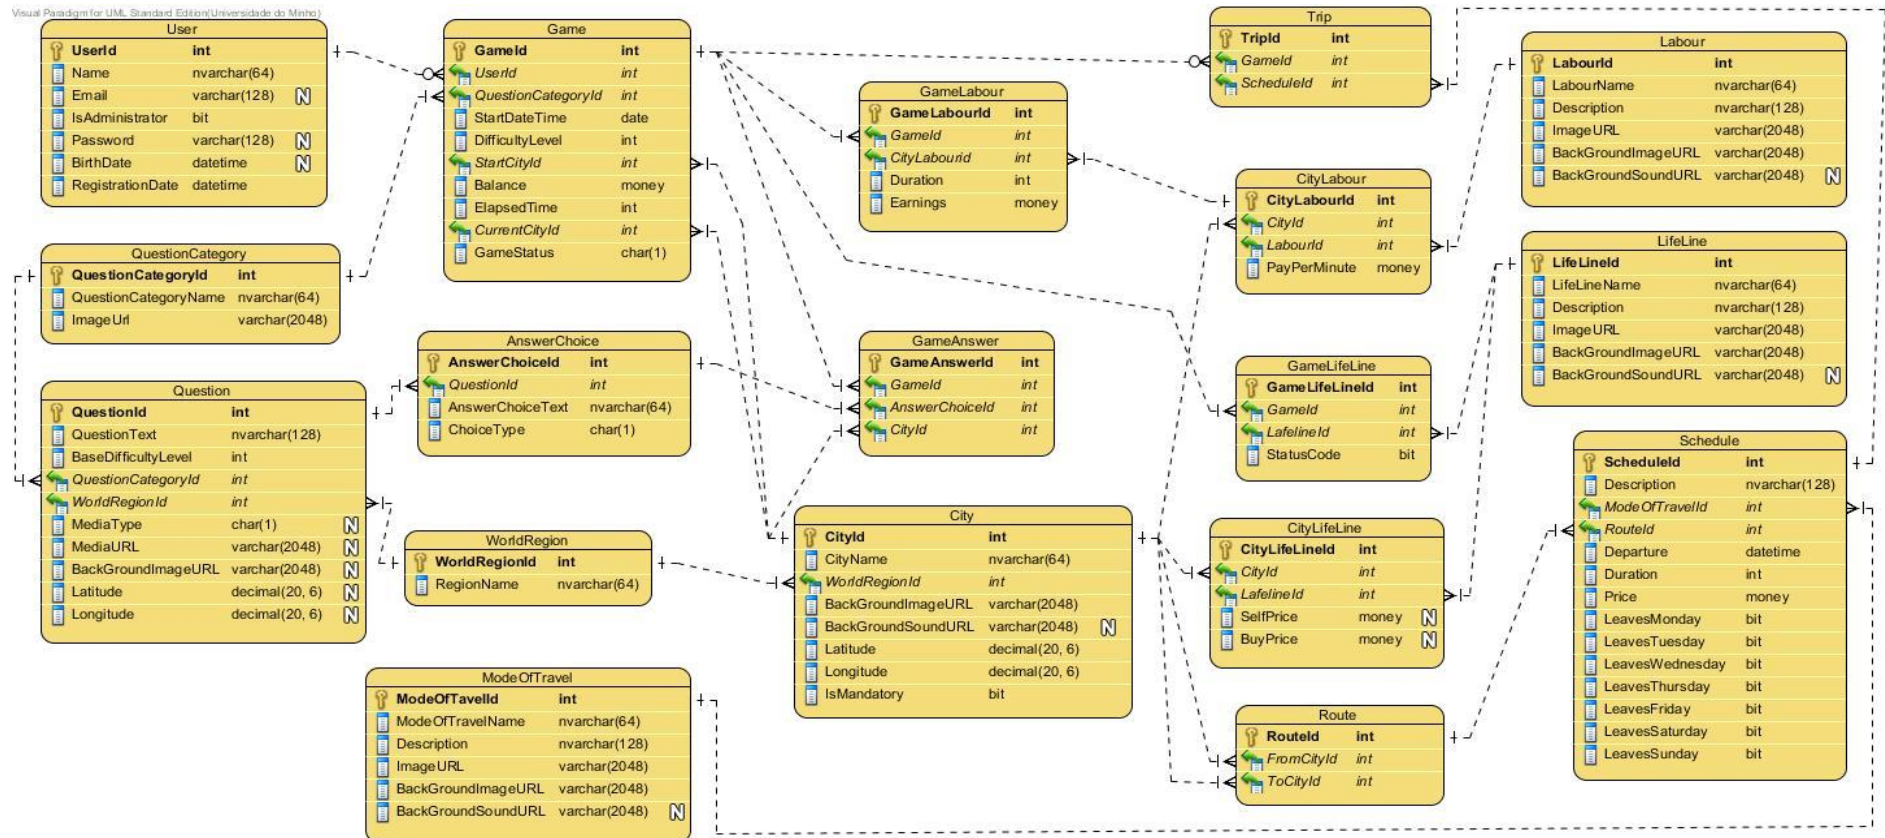 Visual Paradigm for UML Standard Edition(Universidade do Minho)
User
UserId int
Name nvarchar(64)
Email varchar(128) N
IsAdministrator bit
Password varchar(128) N
BirthDate datetime N
RegistrationDate datetime
Game
GameId int
UserId int
QuestionCategoryId int
StartDateTime date
DifficultyLevel int
StartCityId int
Balance money
ElapsedTime int
CurrentCityId int
GameStatus char(1)
Trip
TripId int
GameId int
ScheduleId int
Labour
LabourId int
LabourName nvarchar(64)
Description nvarchar(128)
ImageURL varchar(2048)
BackGroundImageURL varchar(2048)
BackGroundSoundURL varchar(2048) N
GameLabour
GameLabourId int
GameId int
CityLabourid int
Duration int
Earnings money
CityLabour
CityLabourId int
CityId int
LabourId int
PayPerMinute money
QuestionCategory
QuestionCategoryId int
QuestionCategoryName nvarchar(64)
ImageUrl varchar(2048)
LifeLine
LifeLineId int
LifeLineName nvarchar(64)
Description nvarchar(128)
ImageURL varchar(2048)
BackGroundImageURL varchar(2048)
BackGroundSoundURL varchar(2048) N
AnswerChoice
AnswerChoiceId int
QuestionId int
AnswerChoiceText nvarchar(64)
ChoiceType char(1)
GameAnswer
GameAnswerId int
GameId int
AnswerChoiceId int
CityId int
GameLifeLine
GameLifeLineId int
GameId int
LafelineId int
StatusCode bit
Question
QuestionId int
QuestionText nvarchar(128)
BaseDifficultyLevel int
QuestionCategoryId int
WorldRegionId int
MediaType char(1) N
MediaURL varchar(2048) N
BackGroundImageURL varchar(2048) N
Latitude decimal(20, 6) N
Longitude decimal(20, 6) N
Schedule
ScheduleId int
Description nvarchar(128)
ModeOfTravelId int
RouteId int
Departure datetime
Duration int
Price money
LeavesMonday bit
LeavesTuesday bit
LeavesWednesday bit
LeavesThursday bit
LeavesFriday bit
LeavesSaturday bit
LeavesSunday bit
WorldRegion
WorldRegionId int
RegionName nvarchar(64)
City
CityId int
CityName nvarchar(64)
WorldRegionId int
BackGroundImageURL varchar(2048)
BackGroundSoundURL varchar(2048) N
Latitude decimal(20, 6)
Longitude decimal(20, 6)
IsMandatory bit
CityLifeLine
CityLifeLineId int
CityId int
LafelineId int
SelfPrice money N
BuyPrice money N
ModeOfTravel
ModeOfTavelId int
ModeOfTravelName nvarchar(64)
Description nvarchar(128)
ImageURL varchar(2048)
BackGroundImageURL varchar(2048)
BackGroundSoundURL varchar(2048) N
Route
RouteId int
FromCityId int
ToCityId int